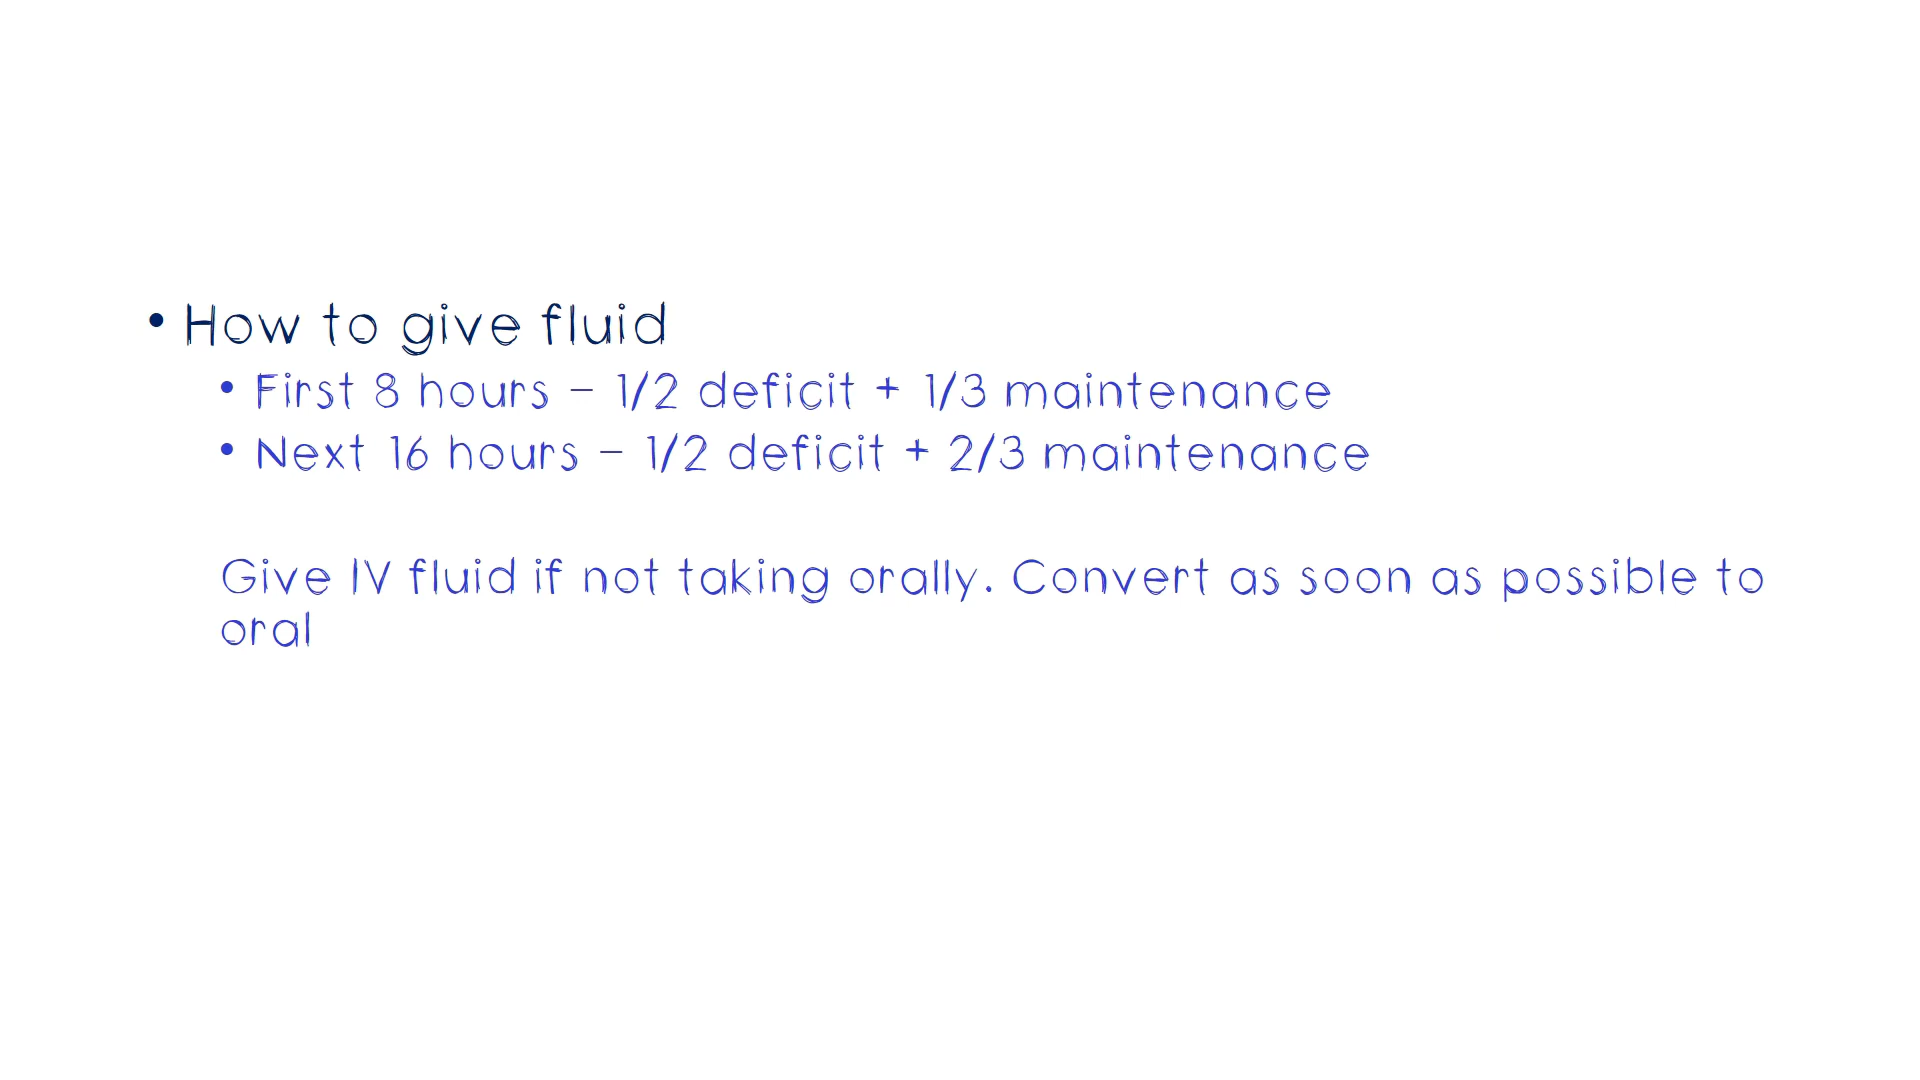 • How to give fluid
• First 8 hours – 1/2 deficit + 1/3 maintenance
• Next 16 hours – 1/2 deficit + 2/3 maintenance
Give IV fluid if not taking orally. Convert as soon as possible to
oral